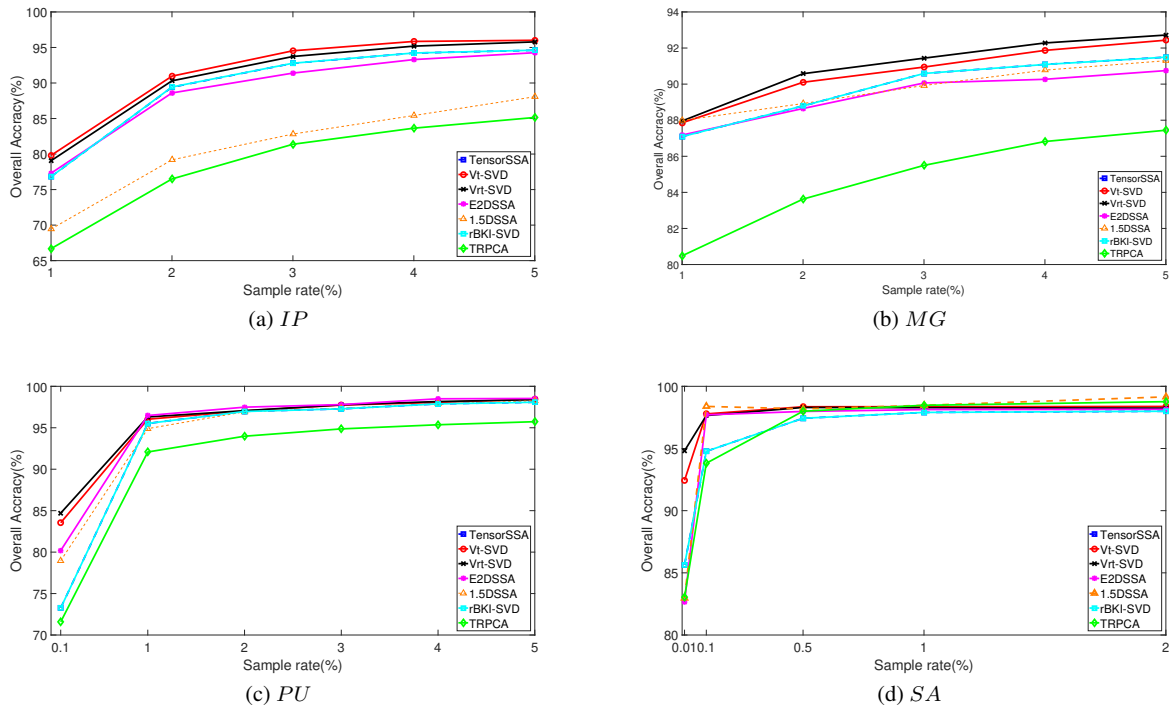 100
95
90
85
80
75
70
65
1 2 3 4 5
Overall Accracy(%)
Sample rate(%)
TensorSSA
Vt-SVD
Vrt-SVD
E2DSSA
1.5DSSA
rBKI-SVD
TRPCA
(a) IP
94
92
90
88
86
84
82
80
1 2 3 4 5
Overall Accracy(%)
Sample rate(%)
TensorSSA
Vt-SVD
Vrt-SVD
E2DSSA
1.5DSSA
rBKI-SVD
TRPCA
(b) MG
100
95
90
85
80
75
70
0.1 1 2 3 4 5
Overall Accracy(%)
Sample rate(%)
TensorSSA
Vt-SVD
Vrt-SVD
E2DSSA
1.5DSSA
rBKI-SVD
TRPCA
(c) PU
100
95
90
85
80
0.01 0.1 0.5 1 2
Overall Accracy(%)
Sample rate(%)
TensorSSA
Vt-SVD
Vrt-SVD
E2DSSA
1.5DSSA
rBKI-SVD
TRPCA
(d) SA